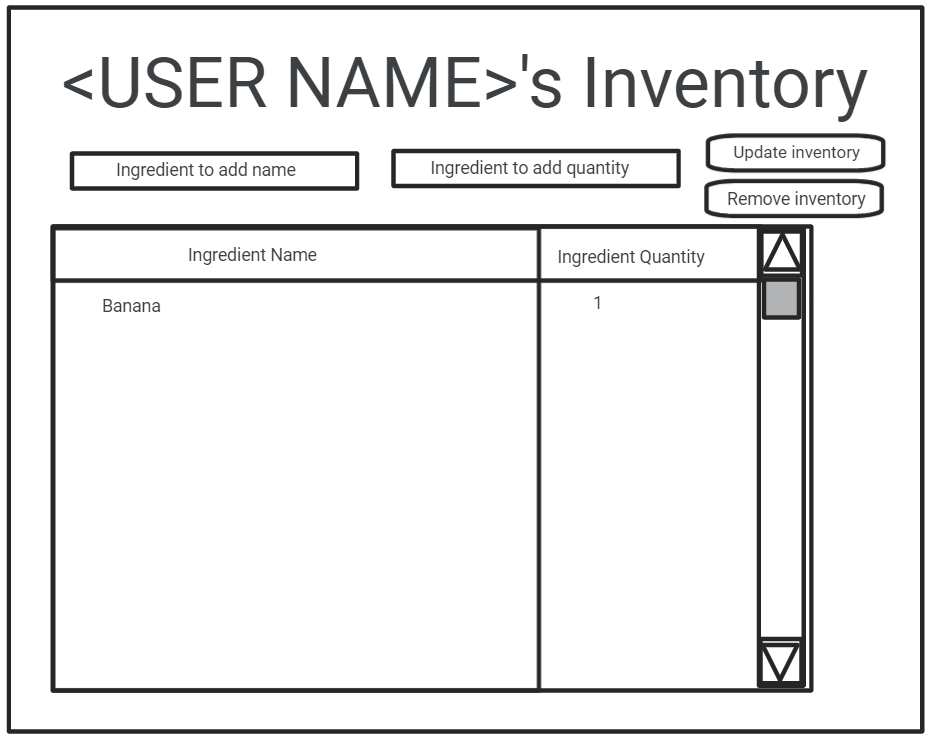 <USER NAME>'s Inventory
Ingredient to add name
Ingredient to add quantity
Update inventory
Remove inventory
Ingredient Name
Ingredient Quantity
Banana
1